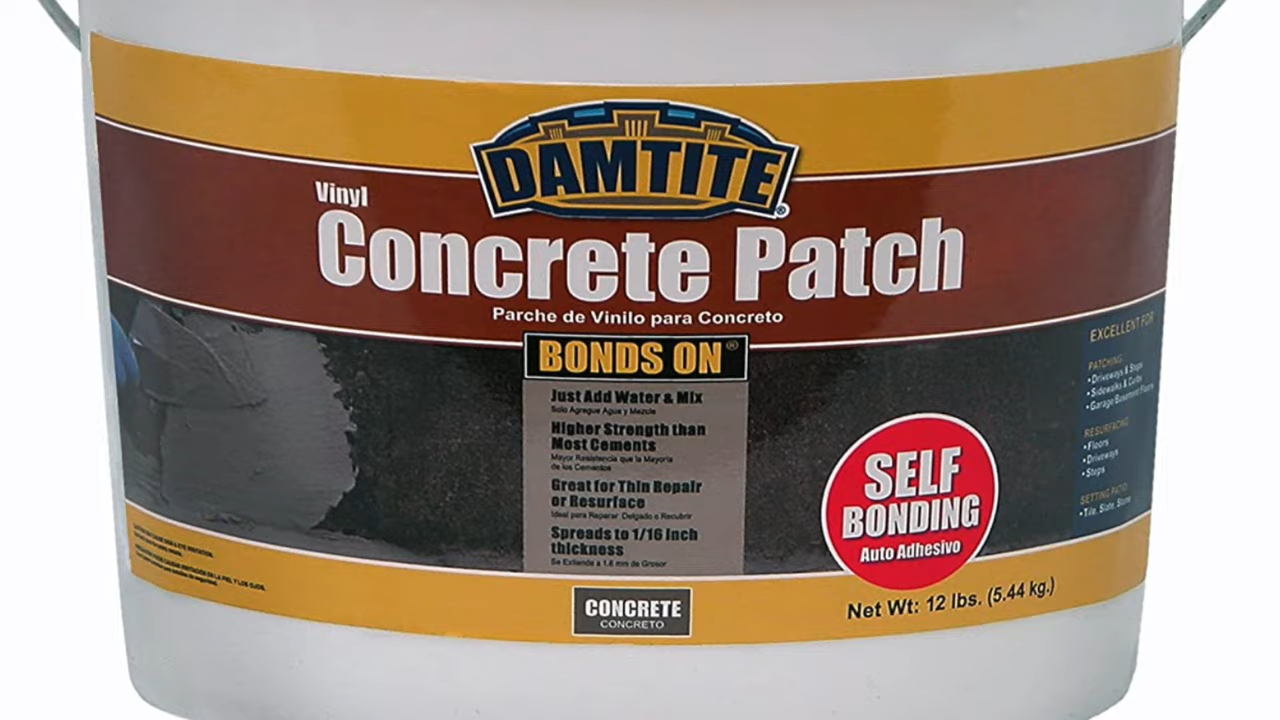 DAMTITE®
Vinyl
Concrete Patch
Parche de Vinilo para Concreto
BONDS ON®
Just Add Water & Mix
Solo Agregue Agua y Mezcle
Higher Strength than
Most Cements
Mayor Resistencia que la Mayoria
de los Cementos
Great for Thin Repair
or Resurface
Ideal para Reparar Delgado o Recubrir
Spreads to 1/16 inch
thickness
Se Extiende a 1.6 mm de Grosor
EXCELLENT FOR
PATCHING
• Driveways & Steps
• Sidewalks & Curbs
• Garage Basement Floors
RESURFACING
• Floors
• Driveways
• Steps
SETTING PATIO
• Tile, Slate, Stone
SELF
BONDING
Auto Adhesivo
CONCRETE
CONCRETO
Net Wt: 12 lbs. (5.44 kg.)